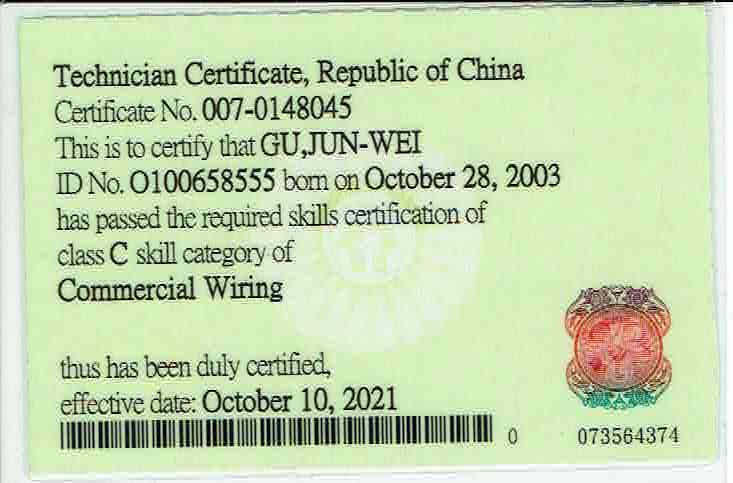 Technician Certificate, Republic of China
Certificate No. 007-0148045
This is to certify that GU,JUN-WEI
ID No. O100658555 born on October 28, 2003
has passed the required skills certification of
class C skill category of
Commercial Wiring
thus has been duly certified,
effective date: October 10, 2021
0 073564374